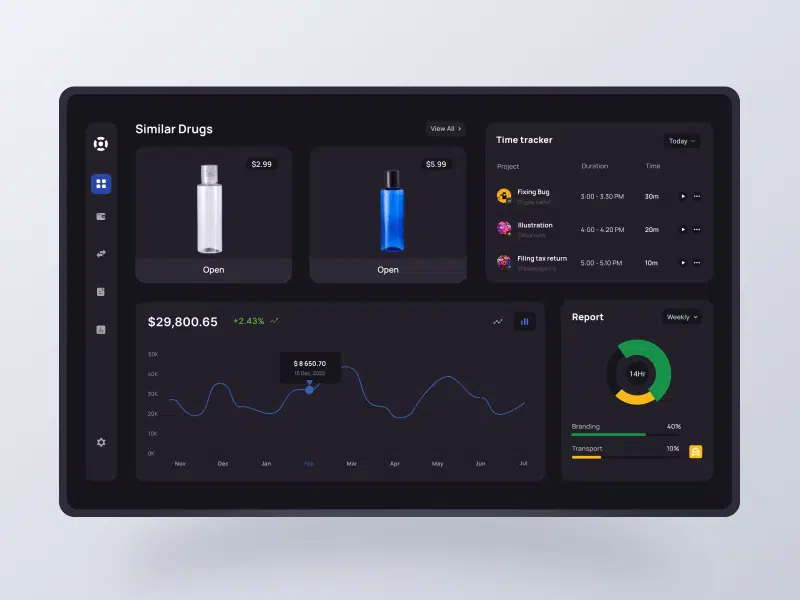 Similar Drugs
View All >
$2.99
Open
$5.99
Open
Time tracker
Today
Project Duration Time
Fixing Bug
Crypto wallet
3:00 - 3.30 PM 30m
Illustration
4:00 - 4.20 PM 20m
Filing tax return
5.00 - 5.10 PM 10m
$29,800.65
+2.43%
50K
40K
30K
20K
10K
0K
$ 8 650.70
15 Dec, 2022
Nov Dec Jan Feb Mar Apr May Jun Jul
Report
Weekly
14Hr
Branding 40%
Transport 10%